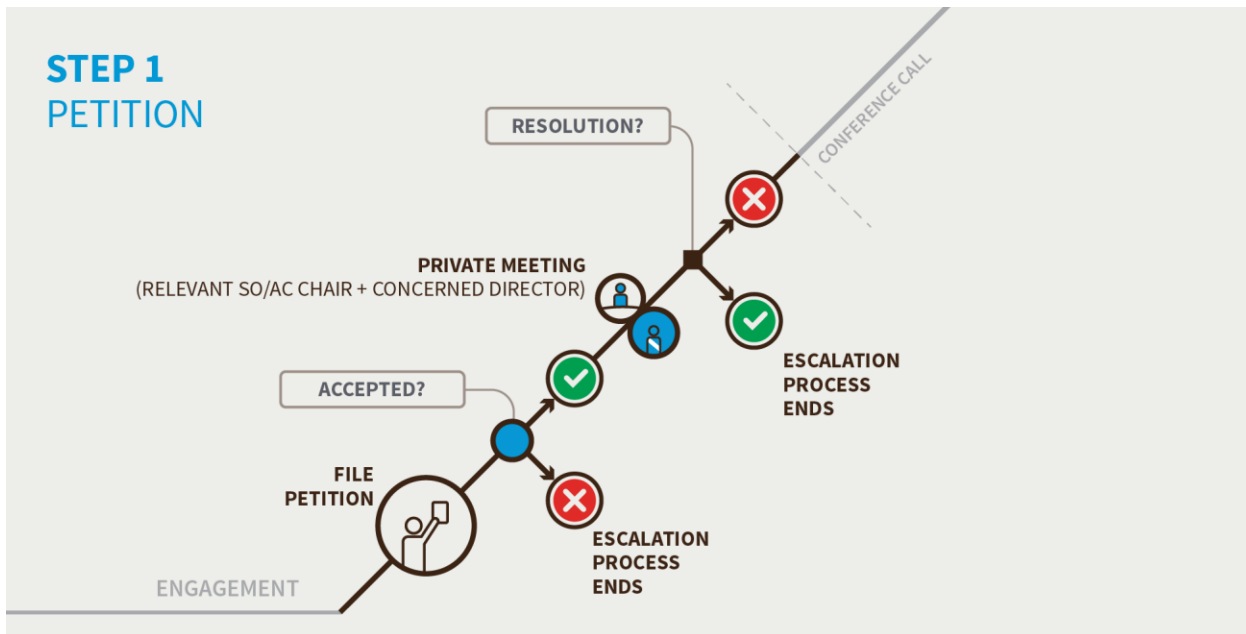 STEP 1
PETITION
RESOLUTION?
CONFERENCE CALL
PRIVATE MEETING
(RELEVANT SO/AC CHAIR + CONCERNED DIRECTOR)
ESCALATION
PROCESS
ENDS
ACCEPTED?
FILE
PETITION
ESCALATION
PROCESS
ENDS
ENGAGEMENT